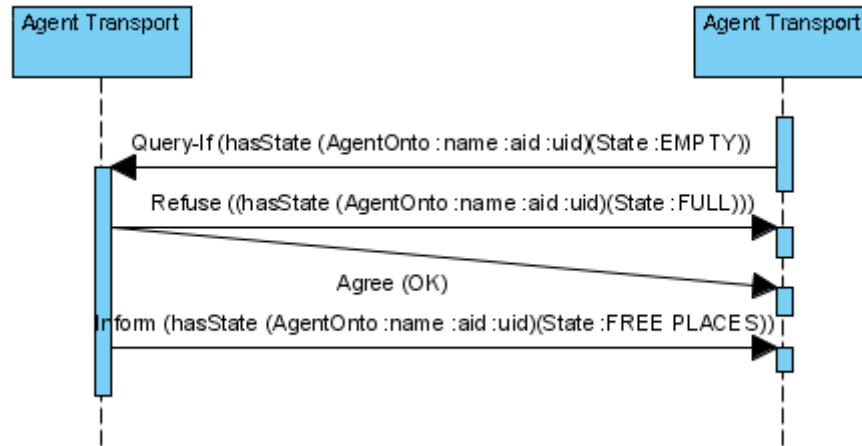 Agent Transport
Agent Transport
Query-If (hasState (AgentOnto :name :aid :uid)(State :EMPTY))
Refuse ((hasState (AgentOnto :name :aid :uid)(State :FULL)))
Agree (OK)
Inform (hasState (AgentOnto :name :aid :uid)(State :FREE PLACES))